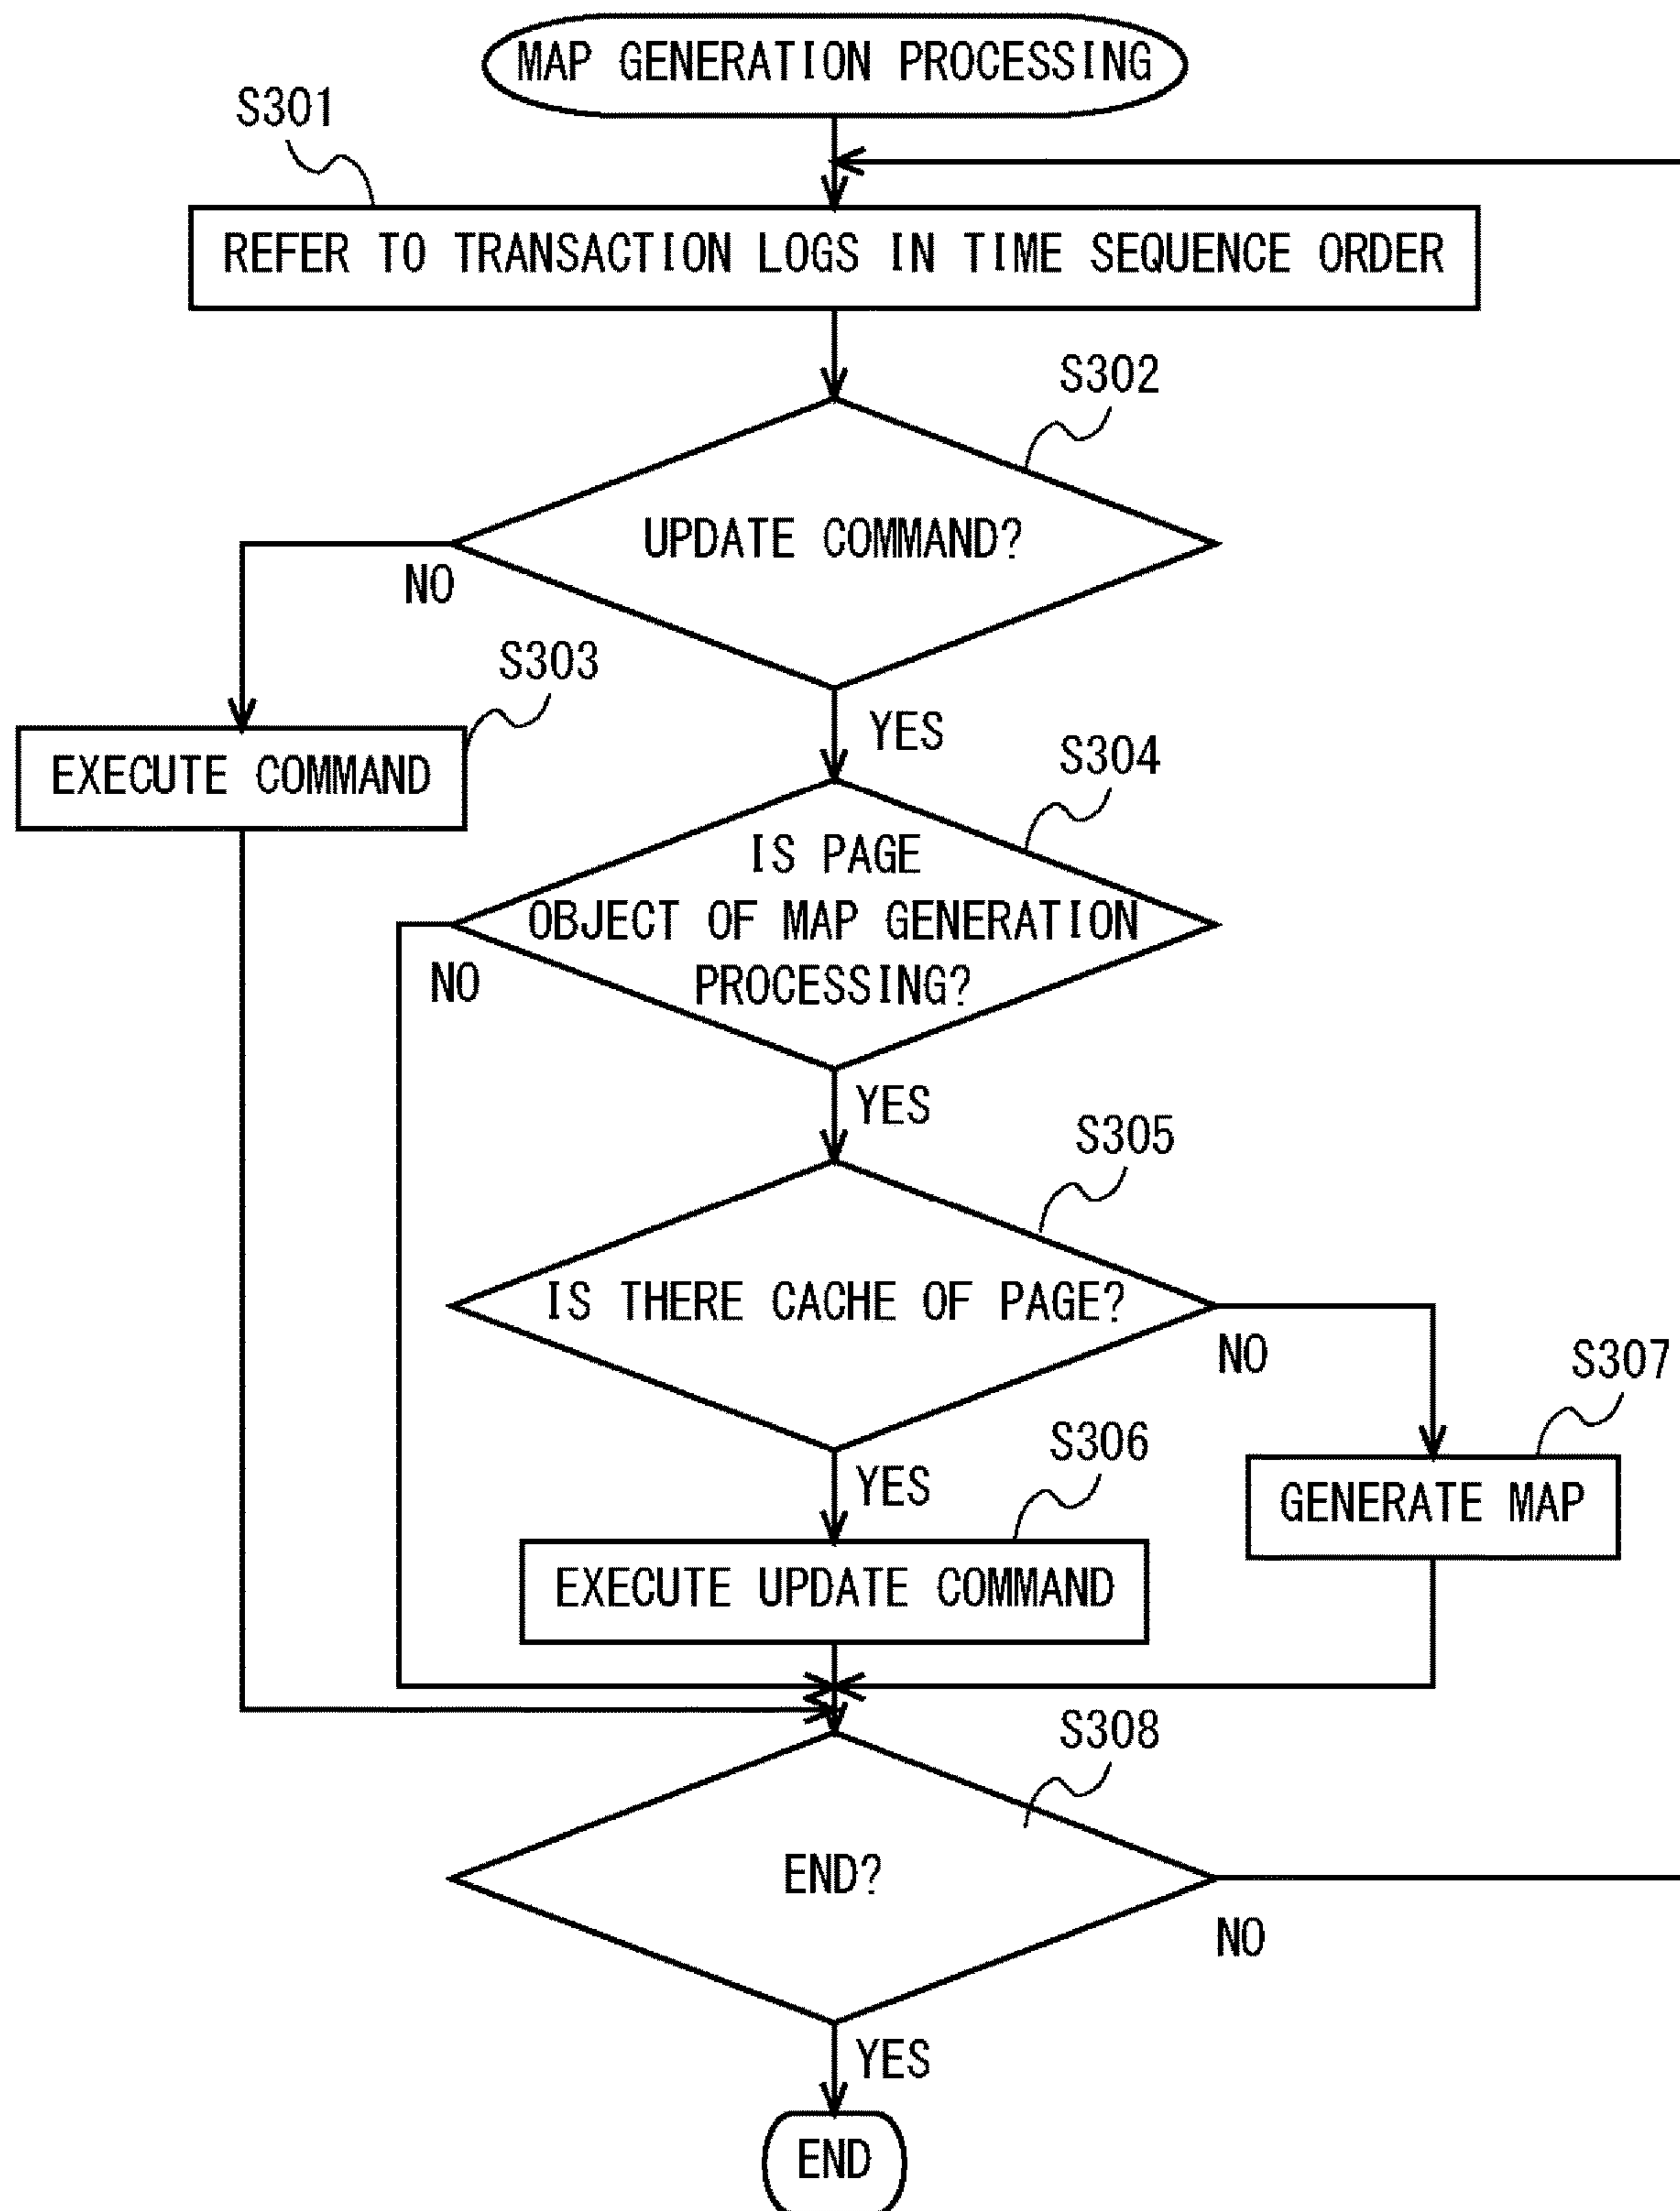 MAP GENERATION PROCESSING
S301
REFER TO TRANSACTION LOGS IN TIME SEQUENCE ORDER
S302
UPDATE COMMAND?
NO
S303
EXECUTE COMMAND
YES
S304
IS PAGE
OBJECT OF MAP GENERATION
PROCESSING?
NO
YES
S305
IS THERE CACHE OF PAGE?
NO
S307
GENERATE MAP
YES
S306
EXECUTE UPDATE COMMAND
S308
END?
NO
YES
END